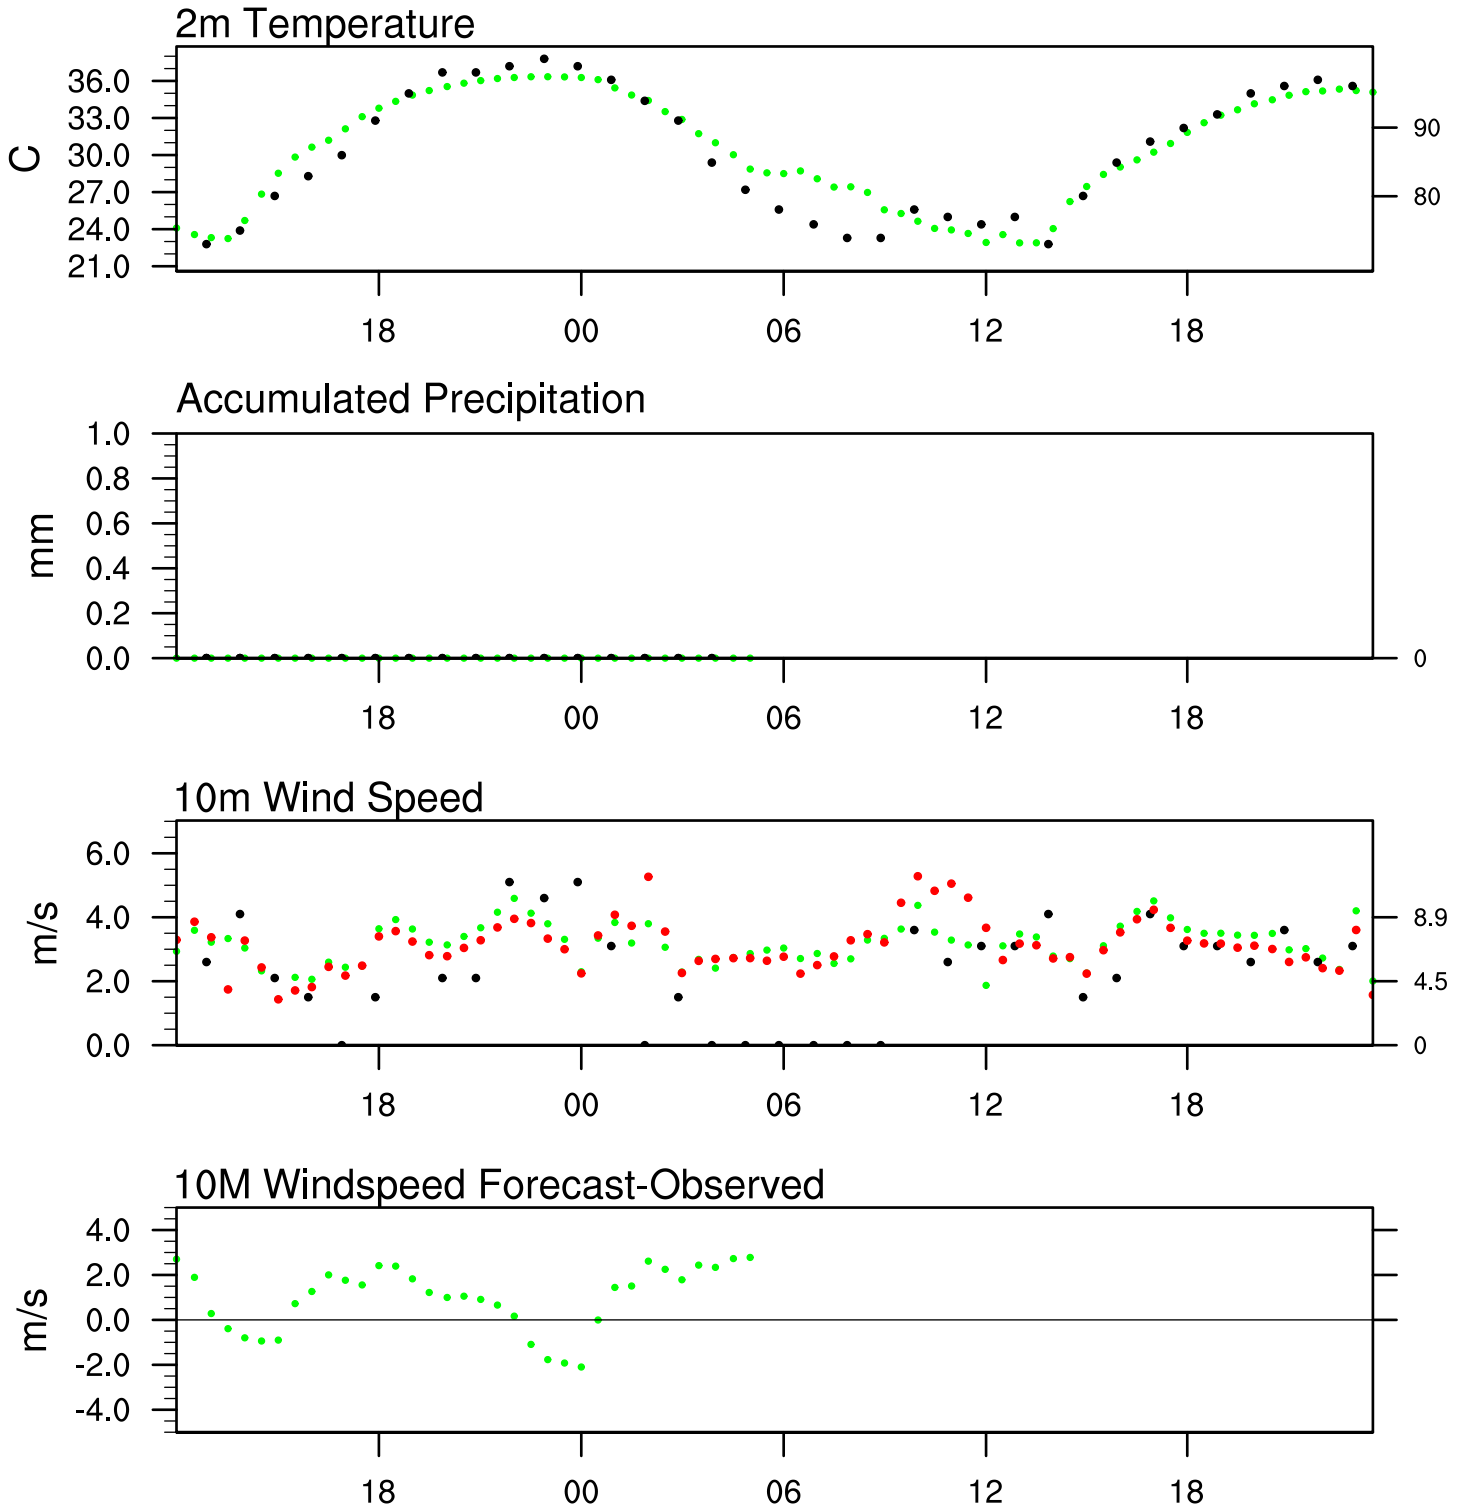 2m Temperature
36.0
33.0
30.0
27.0
24.0
21.0
C
90
80
18 00 06 12 18
Accumulated Precipitation
1.0
0.8
0.6
0.4
0.2
0.0
mm
0
18 00 06 12 18
10m Wind Speed
6.0
4.0
2.0
0.0
m/s
8.9
4.5
0
18 00 06 12 18
10M Windspeed Forecast-Observed
4.0
2.0
0.0
-2.0
-4.0
m/s
18 00 06 12 18